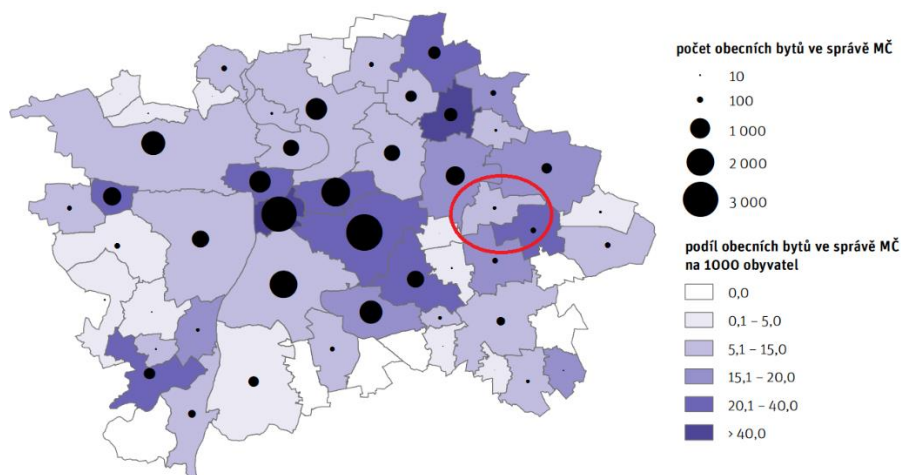 počet obecních bytů ve správě MČ
10
100
1 000
2 000
3 000
podíl obecních bytů ve správě MČ
na 1000 obyvatel
0,0
0,1 – 5,0
5,1 – 15,0
15,1 – 20,0
20,1 – 40,0
> 40,0